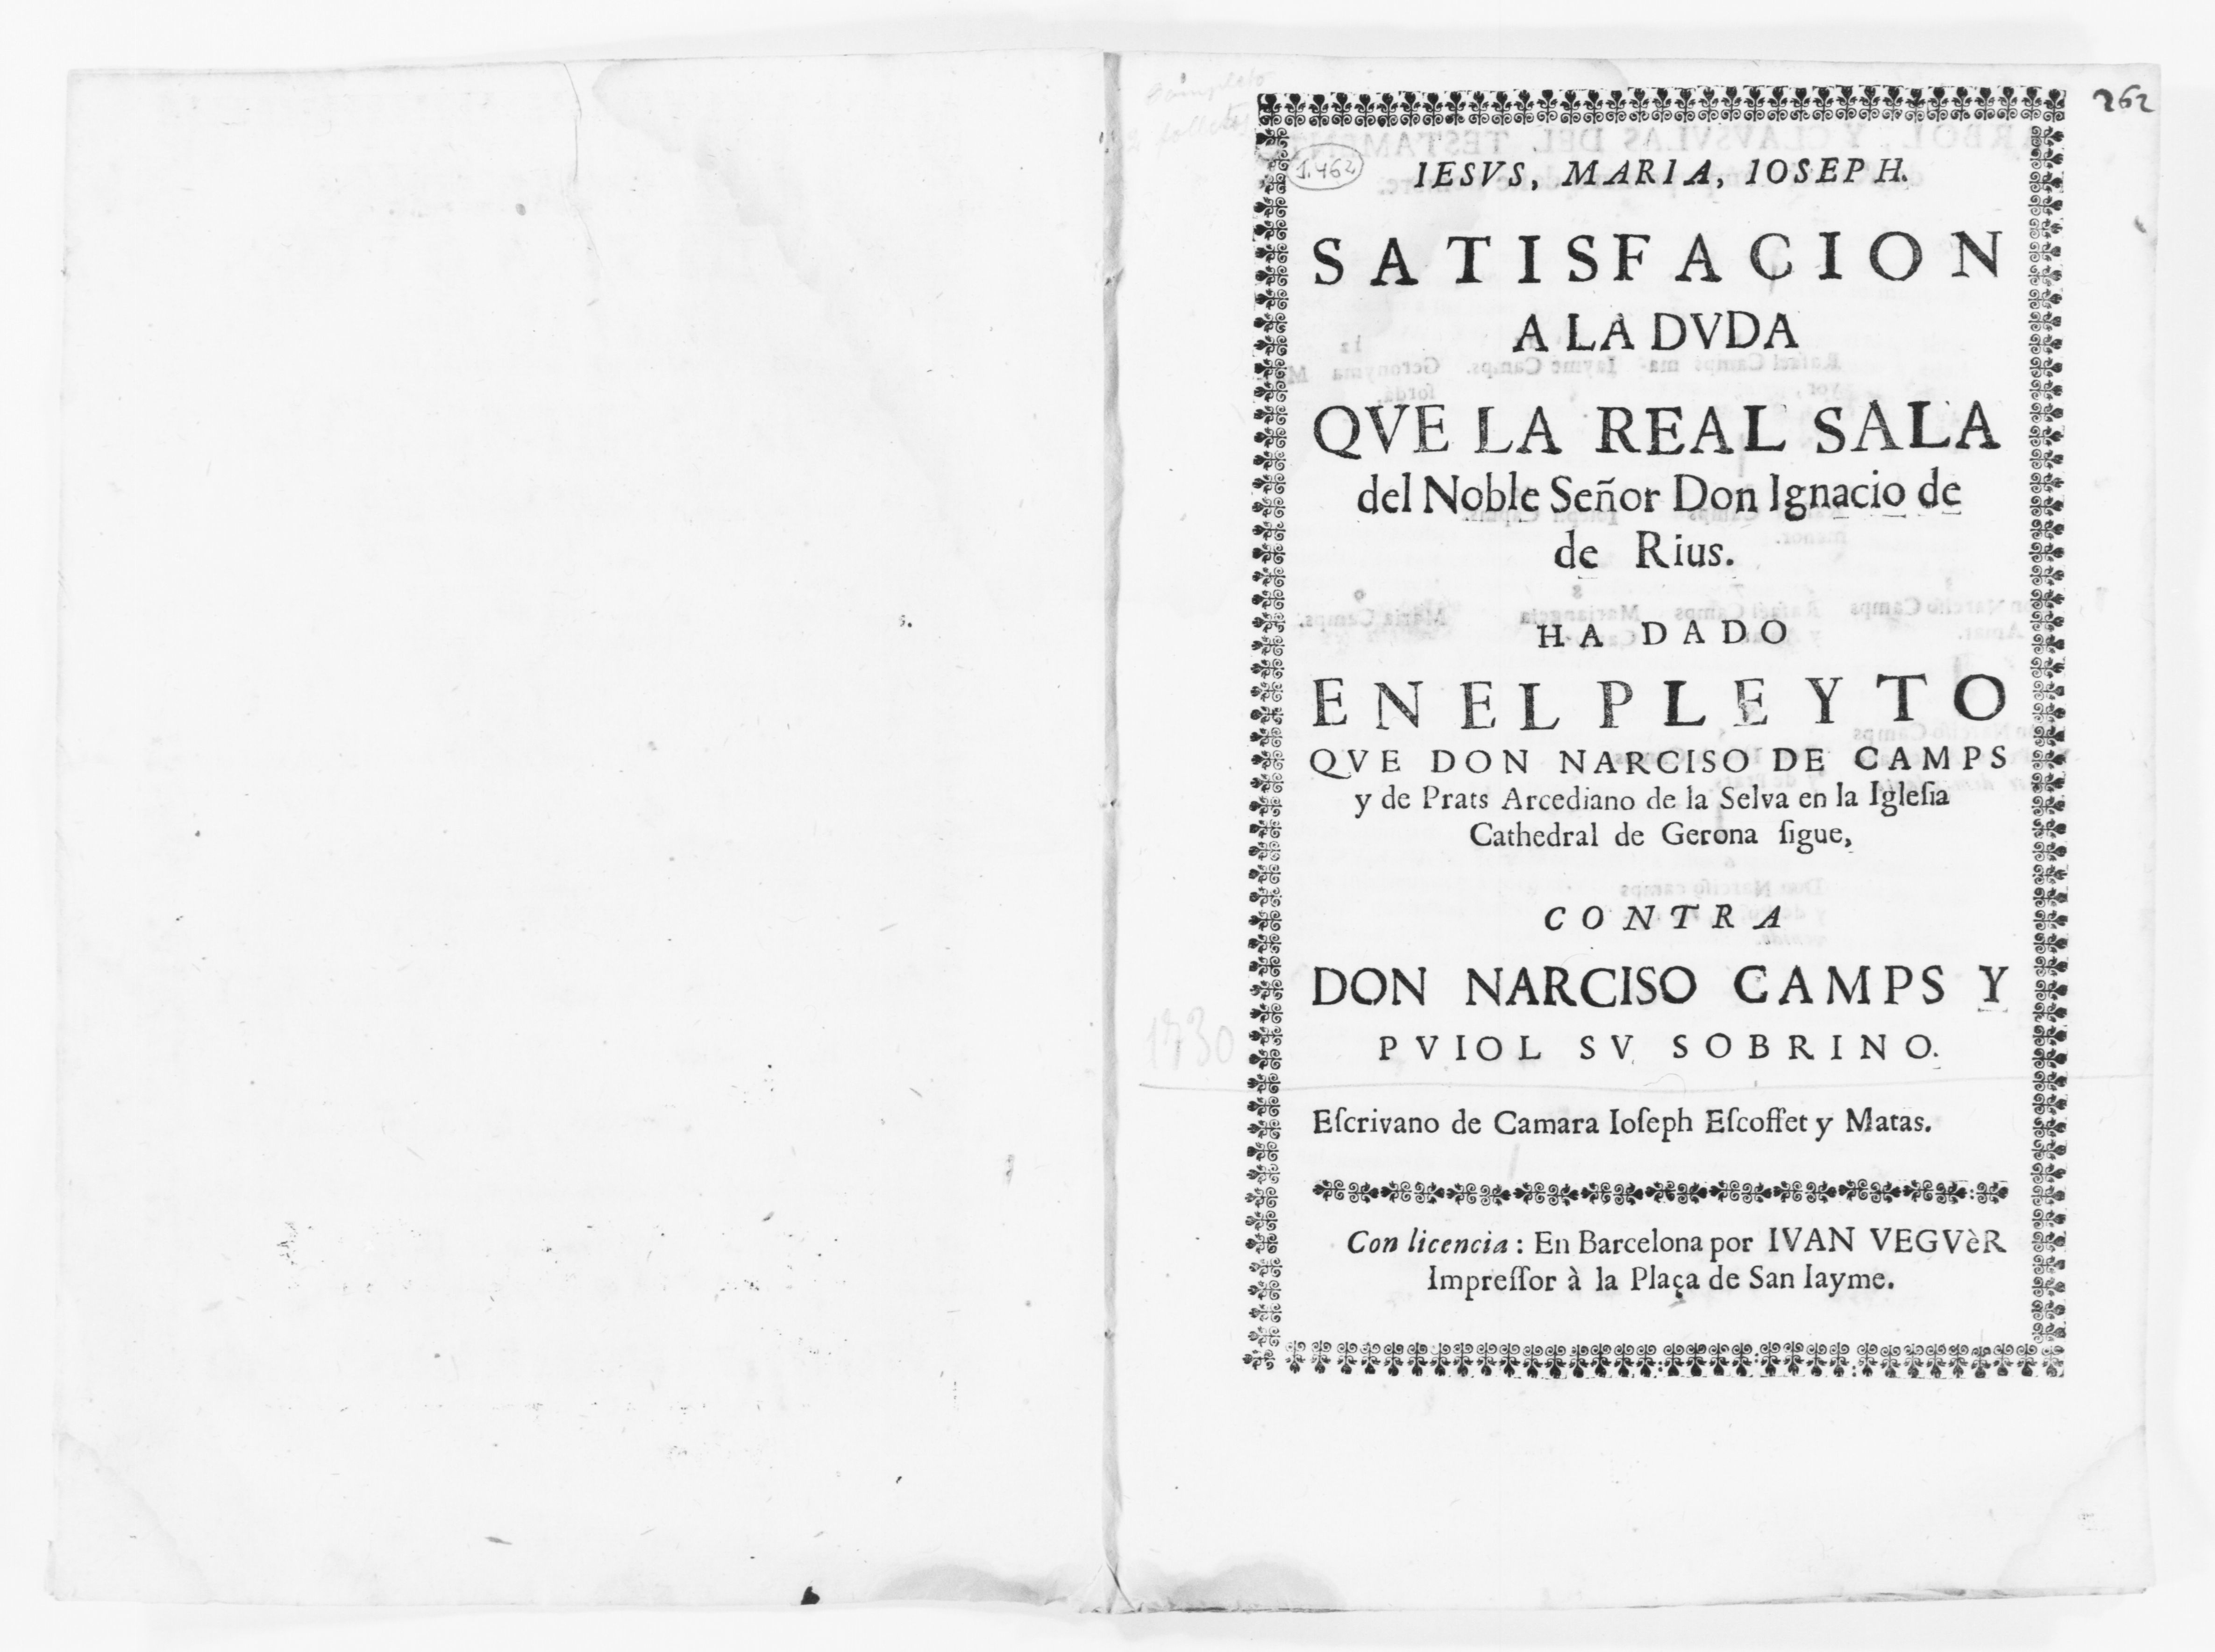 262
1.462
IESVS, MARIA, IOSEPH.
SATISFACION
A LA DVDA
QVE LA REAL SALA
del Noble Señor Don Ignacio de
de Rius.
HA DADO
EN EL PLEYTO
QVE DON NARCISO DE CAMPS
y de Prats Arcediano de la Selva en la Igleſia
Cathedral de Gerona ſigue,
CONTRA
DON NARCISO CAMPS Y
PVIOL SV SOBRINO.
1730
Eſcrivano de Camara Ioſeph Eſcoffet y Matas.
Con licencia : En Barcelona por IVAN VEGVèR
Impreſſor à la Plaça de San Iayme.